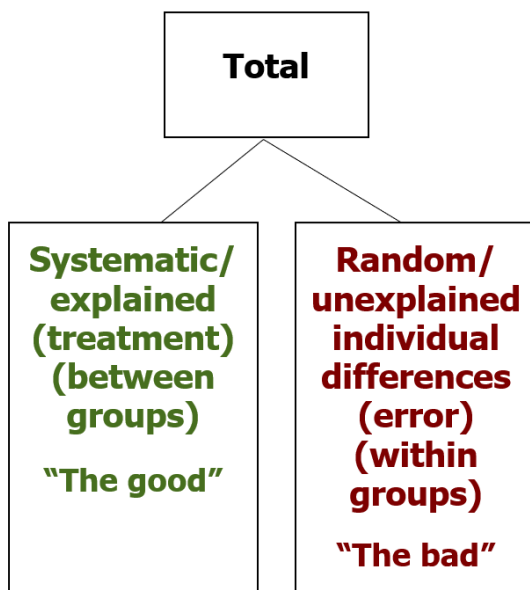 Total
Systematic/
explained
(treatment)
(between
groups)
“The good”
Random/
unexplained
individual
differences
(error)
(within
groups)
“The bad”